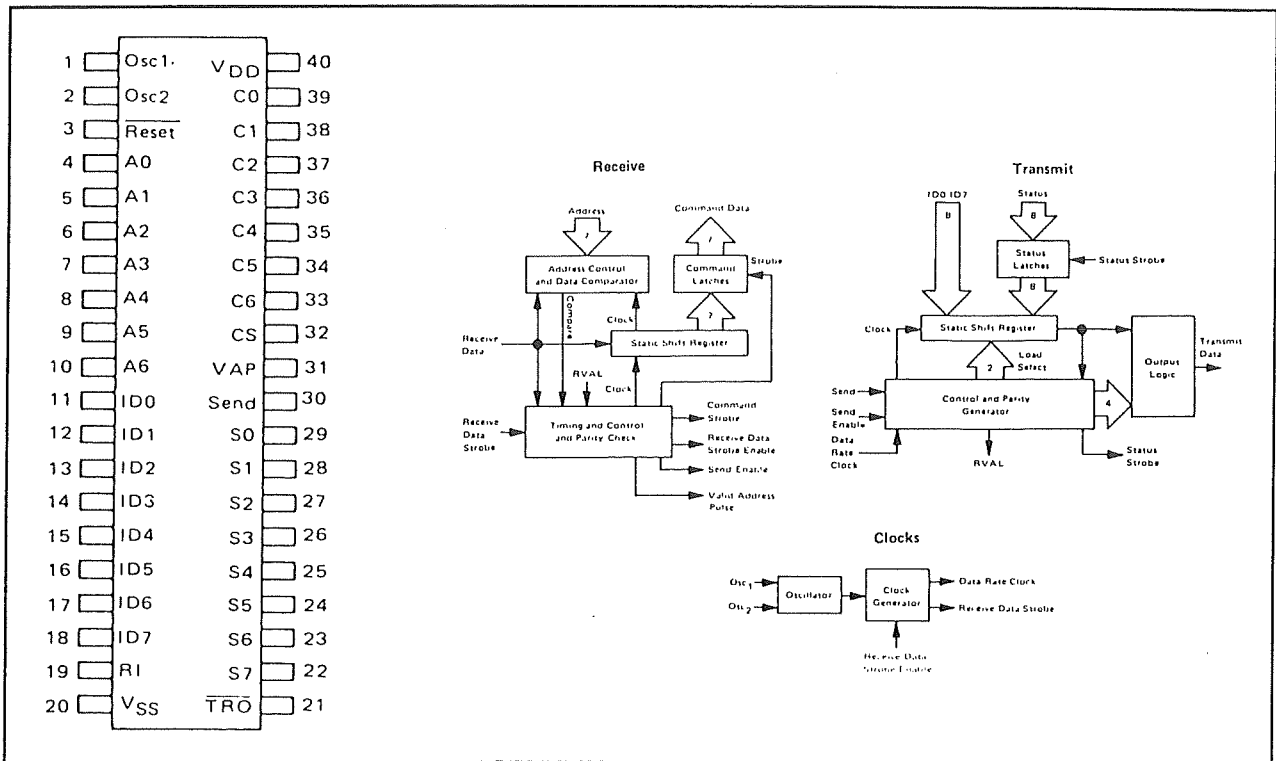 1 Osc1 V DD 40
2 Osc2 C0 39
3 Reset C1 38
4 A0 C2 37
5 A1 C3 36
6 A2 C4 35
7 A3 C5 34
8 A4 C6 33
9 A5 CS 32
10 A6 VAP 31
11 ID0 Send 30
12 ID1 S0 29
13 ID2 S1 28
14 ID3 S2 27
15 ID4 S3 26
16 ID5 S4 25
17 ID6 S5 24
18 ID7 S6 23
19 RI S7 22
20 VSS TRO 21
Receive
Address
7
Command Data
7
Address Control
and Data Comparator
Command
Latches
Strobe
Compare
Clock
7
Receive
Data
Static Shift Register
RVAL
Clock
Receive
Data
Strobe
Timing and Control
and Parity Check
Command
Strobe
Receive Data
Strobe Enable
Send Enable
Valid Address
Pulse
Transmit
ID0 ID7
8
Status
8
Status
Latches
Status Strobe
8
Clock
Static Shift Register
2
Load
Select
Output
Logic
Transmit
Data
Send
Send
Enable
Data
Rate
Clock
Control and Parity
Generator
4
RVAL
Status
Strobe
Clocks
Osc1
Osc2
Oscillator
Clock
Generator
Data Rate Clock
Receive Data Strobe
Receive Data
Strobe Enable